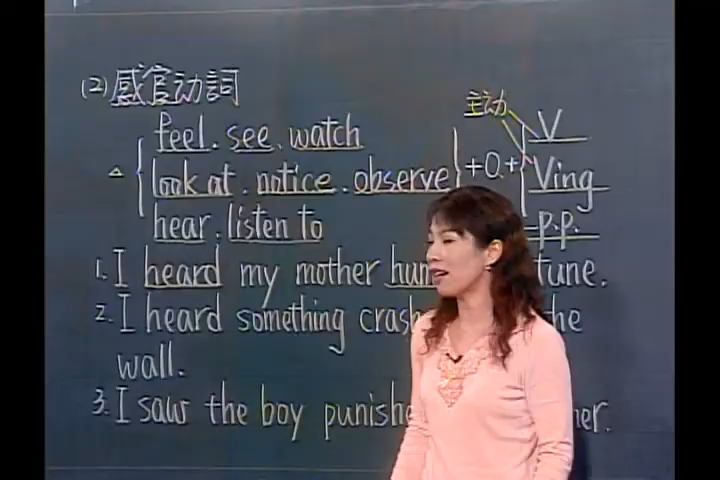 (2) 感官动詞
主动
feel. see. watch
V
look at. notice. observe
+O.+
Ving
hear. listen to
p.p.
1. I heard my mother tune.
2. I heard something the
wall.
3. I saw the boy